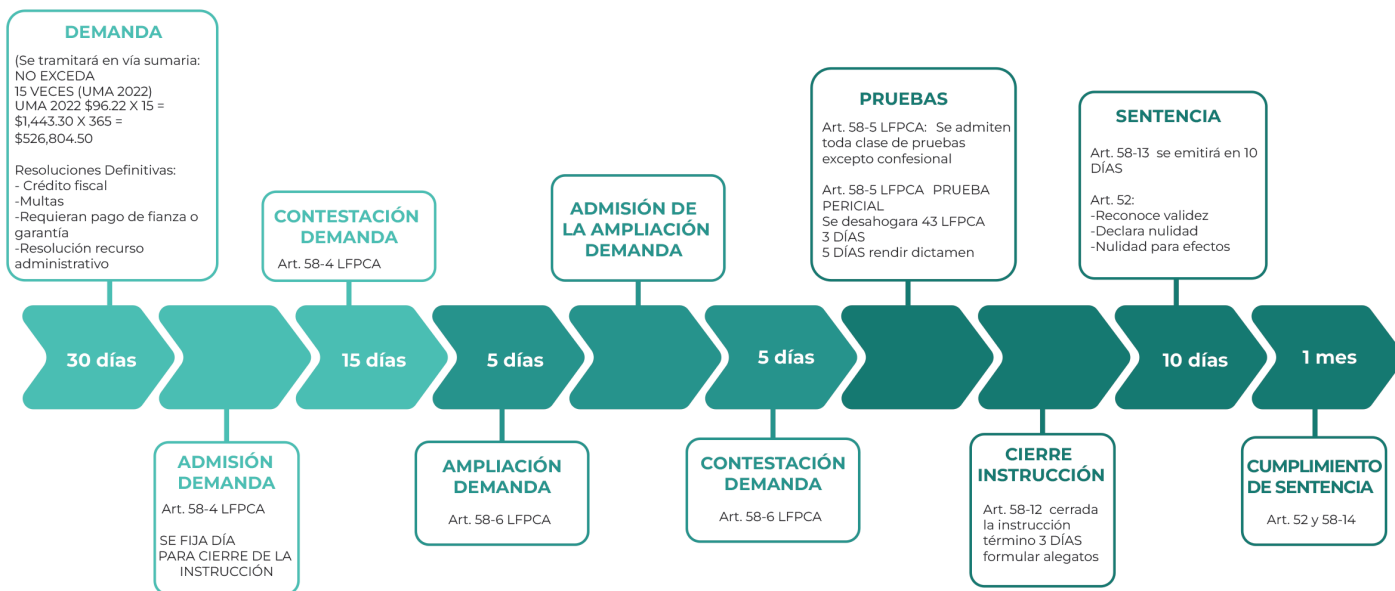 DEMANDA
(Se tramitará en vía sumaria:
NO EXCEDA
15 VECES (UMA 2022)
UMA 2022 $96.22 X 15 =
$1,443.30 X 365 =
$526,804.50
Resoluciones Definitivas:
- Crédito fiscal
-Multas
-Requieran pago de fianza o
garantía
-Resolución recurso
administrativo
30 días
ADMISIÓN
DEMANDA
Art. 58-4 LFPCA
SE FIJA DÍA
PARA CIERRE DE LA
INSTRUCCIÓN
CONTESTACIÓN
DEMANDA
Art. 58-4 LFPCA
15 días
5 días
AMPLIACIÓN
DEMANDA
Art. 58-6 LFPCA
ADMISIÓN DE
LA AMPLIACIÓN
DEMANDA
5 días
CONTESTACIÓN
DEMANDA
Art. 58-6 LFPCA
PRUEBAS
Art. 58-5 LFPCA: Se admiten
toda clase de pruebas
excepto confesional
Art. 58-5 LFPCA PRUEBA
PERICIAL
Se desahogara 43 LFPCA
3 DÍAS
5 DÍAS rendir dictamen
CIERRE
INSTRUCCIÓN
Art. 58-12 cerrada
la instrucción
término 3 DÍAS
formular alegatos
SENTENCIA
Art. 58-13 se emitirá en 10
DÍAS
Art. 52:
-Reconoce validez
-Declara nulidad
-Nulidad para efectos
10 días
1 mes
CUMPLIMIENTO
DE SENTENCIA
Art. 52 y 58-14